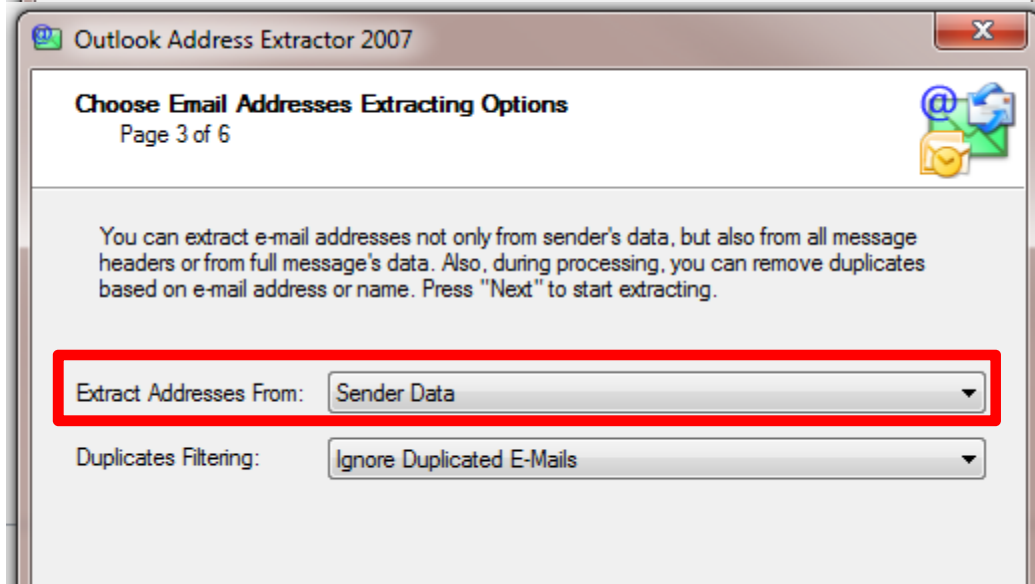 Outlook Address Extractor 2007
Choose Email Addresses Extracting Options
Page 3 of 6
You can extract e-mail addresses not only from sender's data, but also from all message
headers or from full message's data. Also, during processing, you can remove duplicates
based on e-mail address or name. Press "Next" to start extracting.
Extract Addresses From: Sender Data
Duplicates Filtering: Ignore Duplicated E-Mails